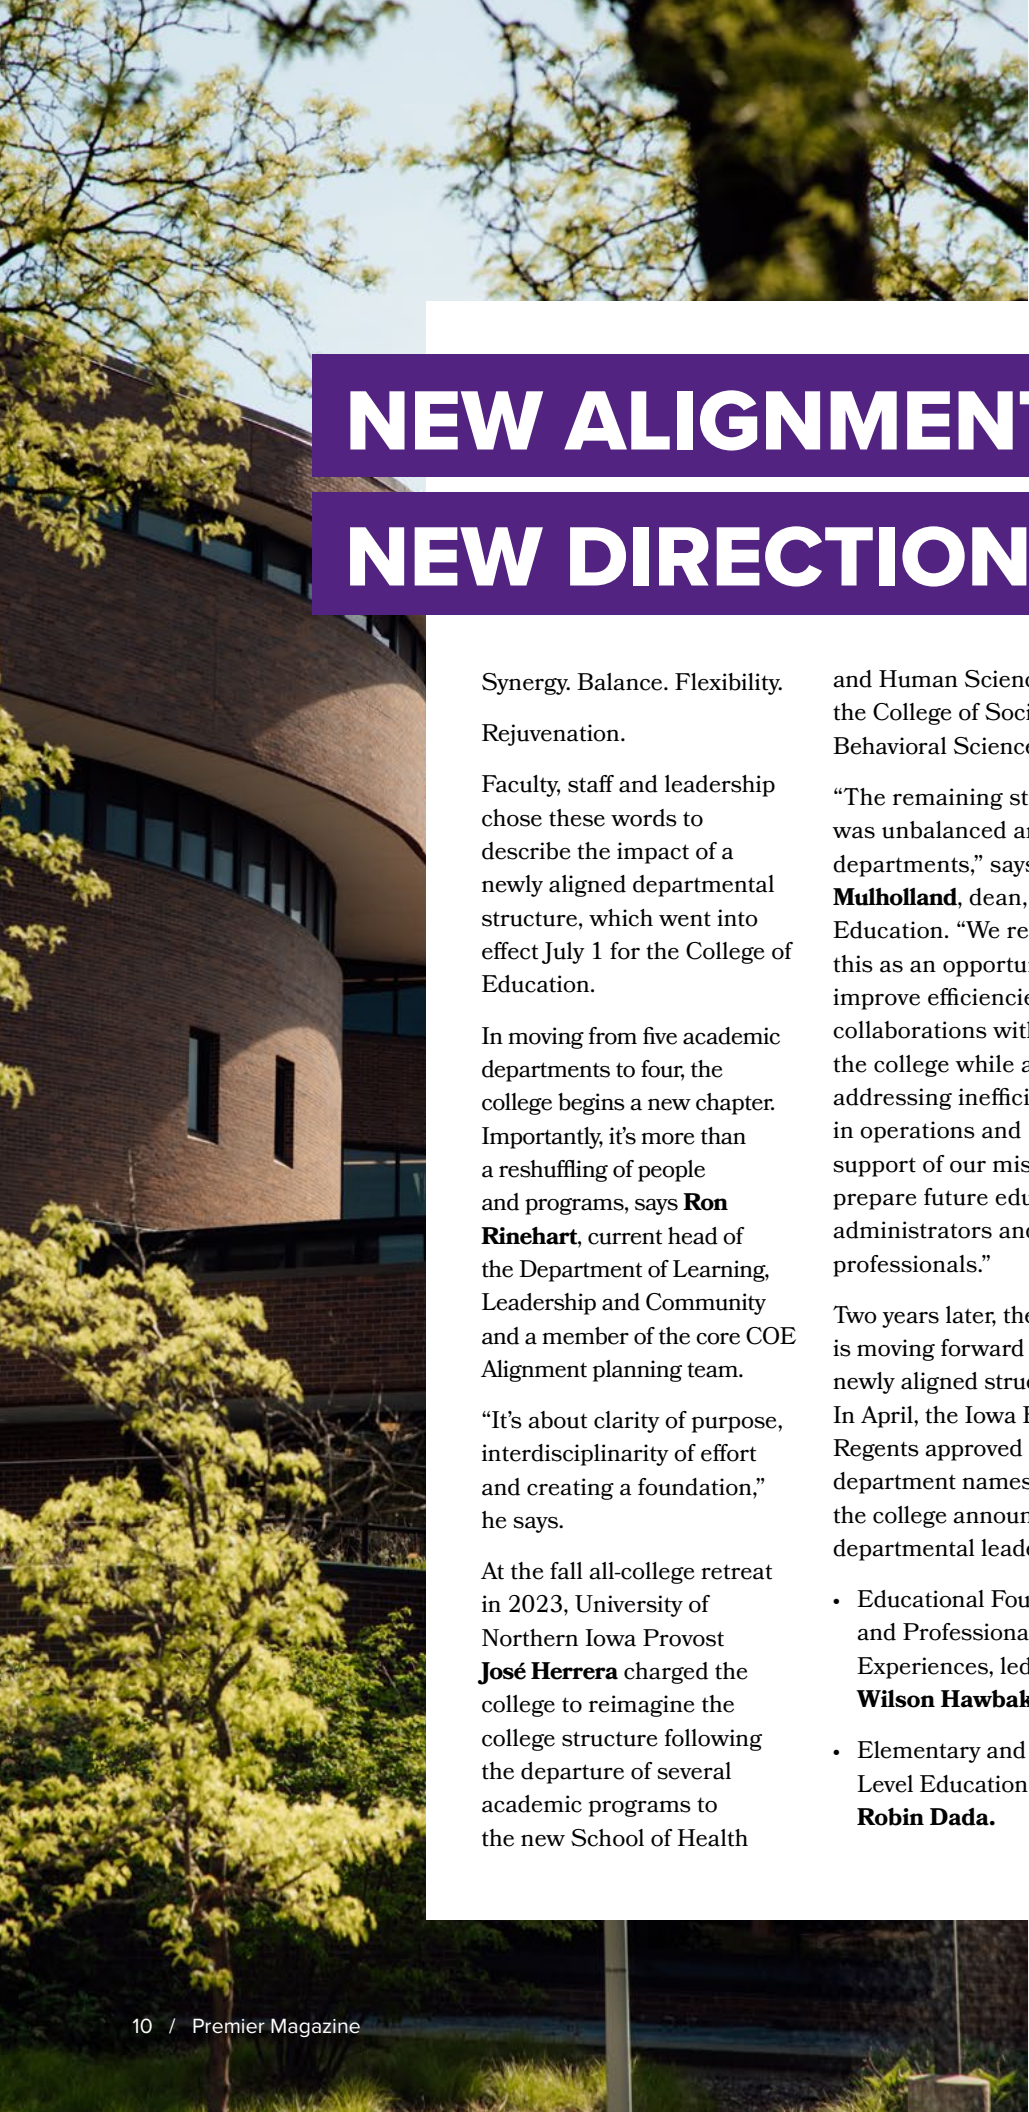 NEW ALIGNMENT
NEW DIRECTION
Synergy. Balance. Flexibility.
Rejuvenation.
Faculty, staff and leadership
chose these words to
describe the impact of a
newly aligned departmental
structure, which went into
effect July 1 for the College of
Education.
In moving from five academic
departments to four, the
college begins a new chapter.
Importantly, it’s more than
a reshuffling of people
and programs, says Ron
Rinehart, current head of
the Department of Learning,
Leadership and Community
and a member of the core COE
Alignment planning team.
“It’s about clarity of purpose,
interdisciplinarity of effort
and creating a foundation,”
he says.
At the fall all-college retreat
in 2023, University of
Northern Iowa Provost
José Herrera charged the
college to reimagine the
college structure following
the departure of several
academic programs to
the new School of Health
and Human
the College of
Behavioral
“The remaining
was unbalanced
departments,” says
Mulholland, dean,
Education. “We
this as an
improve
collaborations
the college while
addressing
in operations and
support of our
prepare future
administrators
professionals.”
Two years later,
is moving forward
newly aligned
In April, the Iowa
Regents approved
department names
the college
departmental
• Educational
and
Experiences, led
Wilson
• Elementary and
Level Education
Robin Dada.
10 / Premier Magazine